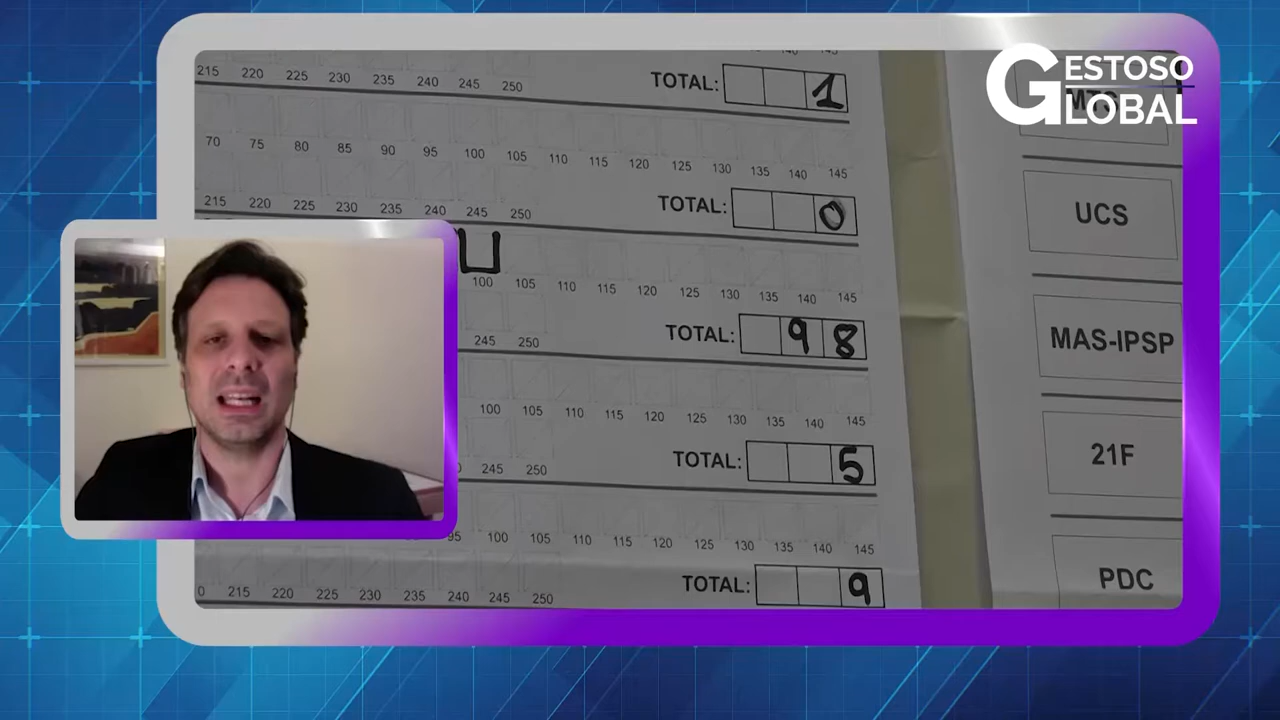 GESTOSO
GLOBAL
215 220 225 230 235 240 245 250 TOTAL: 1
70 75 80 85 90 95 100 105 110 115 120 125 130 135 140 145
215 220 225 230 235 240 245 250 TOTAL: 0
100 105 110 115 120 125 130 135 140 145
245 250 TOTAL: 98
100 105 110 115 120 125 130 135 140 145
245 250 TOTAL: 5
95 100 105 110 115 120 125 130 135 140 145
0 215 220 225 230 235 240 245 250 TOTAL: 9
UCS
MAS-IPSP
21F
PDC